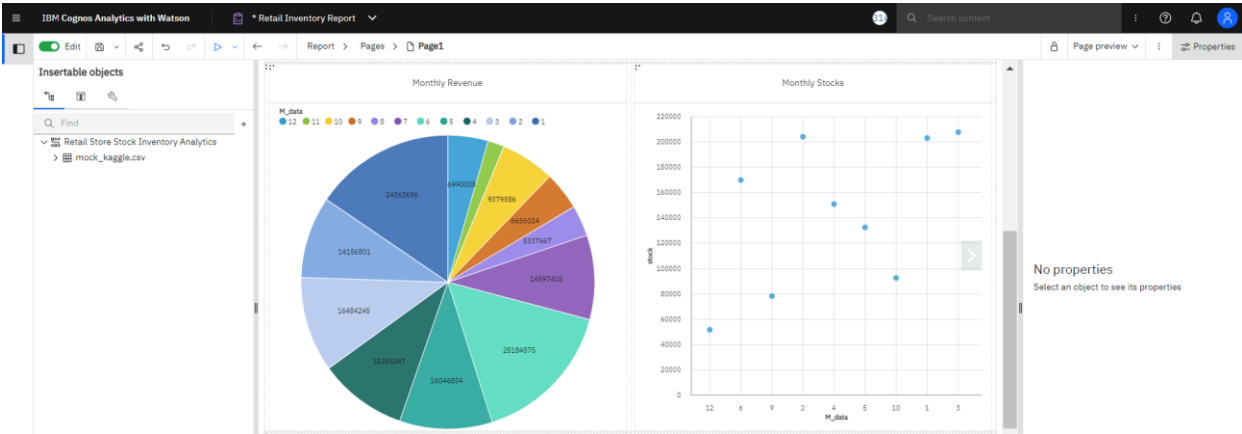 IBM Cognos Analytics with Watson
* Retail Inventory Report
Search content
Edit
Report > Pages > Page1
Page preview
Properties
Insertable objects
Find
+
Retail Store Stock Inventory Analytics
mock_kaggle.csv
Monthly Revenue
M_data
12 11 10 9 8 7 6 5 4 3 2 1
6990008
9379586
6636024
5337667
14597415
25184575
16046834
15284247
16484245
14156801
24363696
Monthly Stocks
220000
200000
180000
160000
140000
120000
100000
80000
60000
40000
20000
0
stock
12 6 9 2 4 5 10 1 3
M_data
No properties
Select an object to see its properties